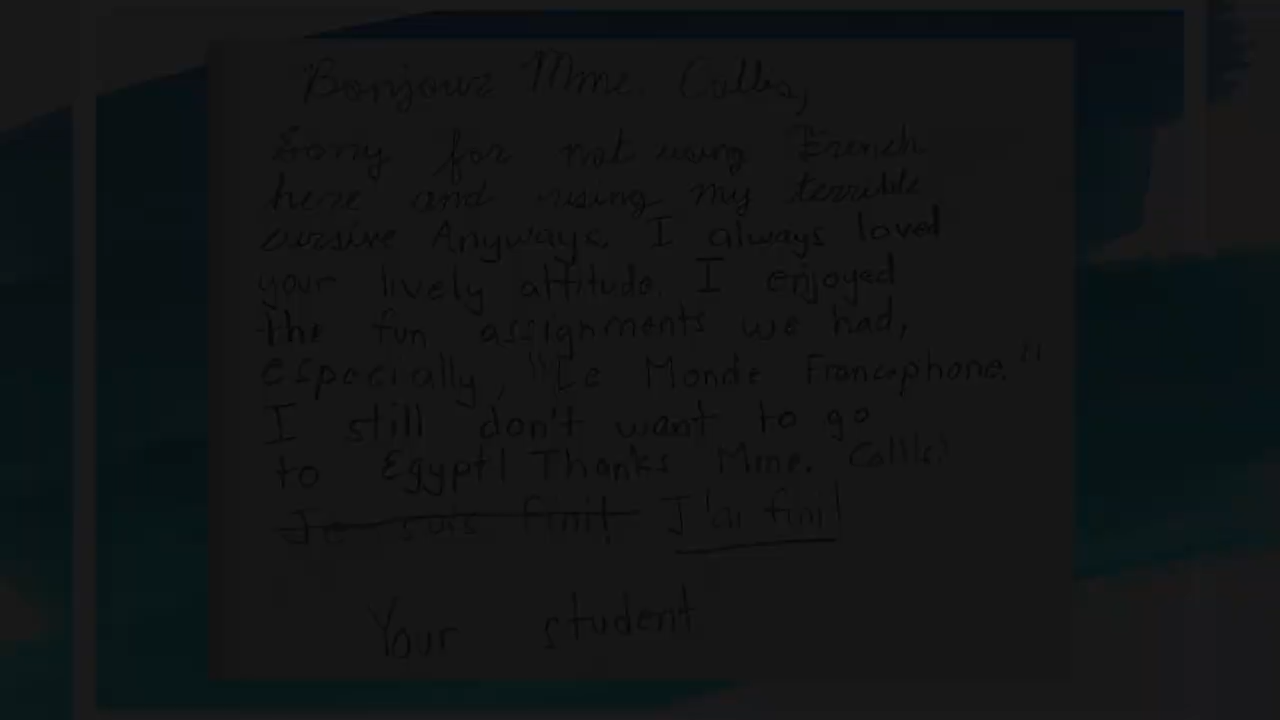 Bonjour Mme. Collis,
Sorry for not using French
here and using my terrible
cursive Anyways, I always loved
your lively attitude. I enjoyed
the fun assignments we had,
especially, "Le Monde Francophone."
I still don't want to go
to Egypt! Thanks Mme. Collis!
Je suis fini! J'ai fini!
Your student